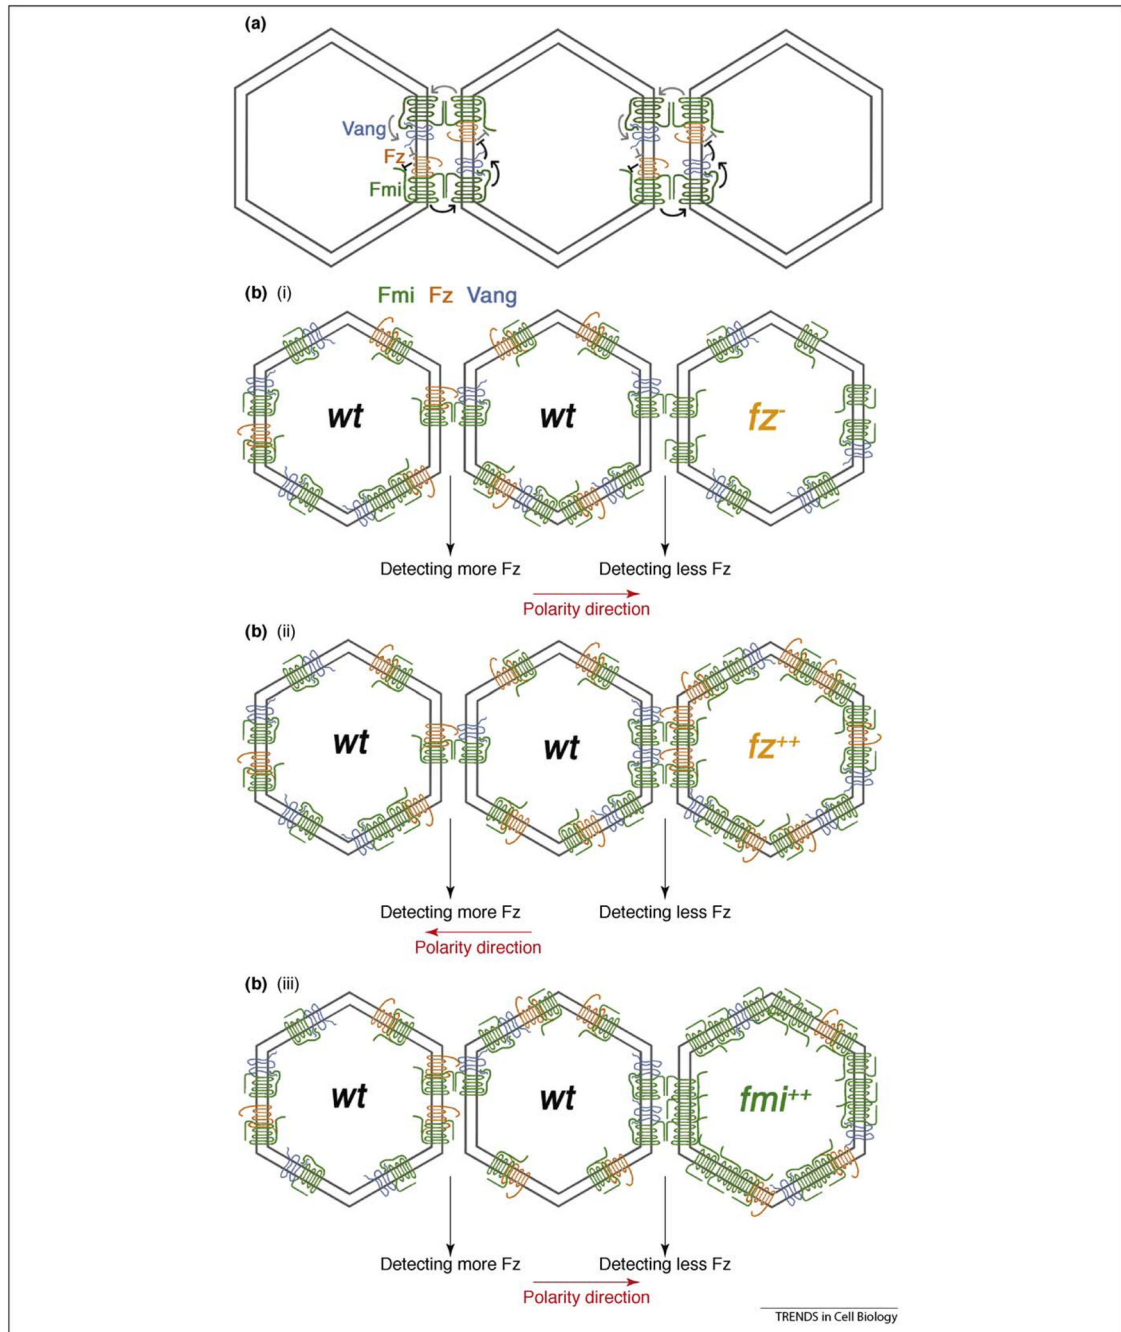 (a)
Vang
Fz
Fmi
(b) (i)
Fmi Fz Vang
wt wt fz-
Detecting more Fz Detecting less Fz
Polarity direction
(b) (ii)
wt wt fz++
Detecting more Fz Detecting less Fz
Polarity direction
(b) (iii)
wt wt fmi++
Detecting more Fz Detecting less Fz
Polarity direction
TRENDS in Cell Biology